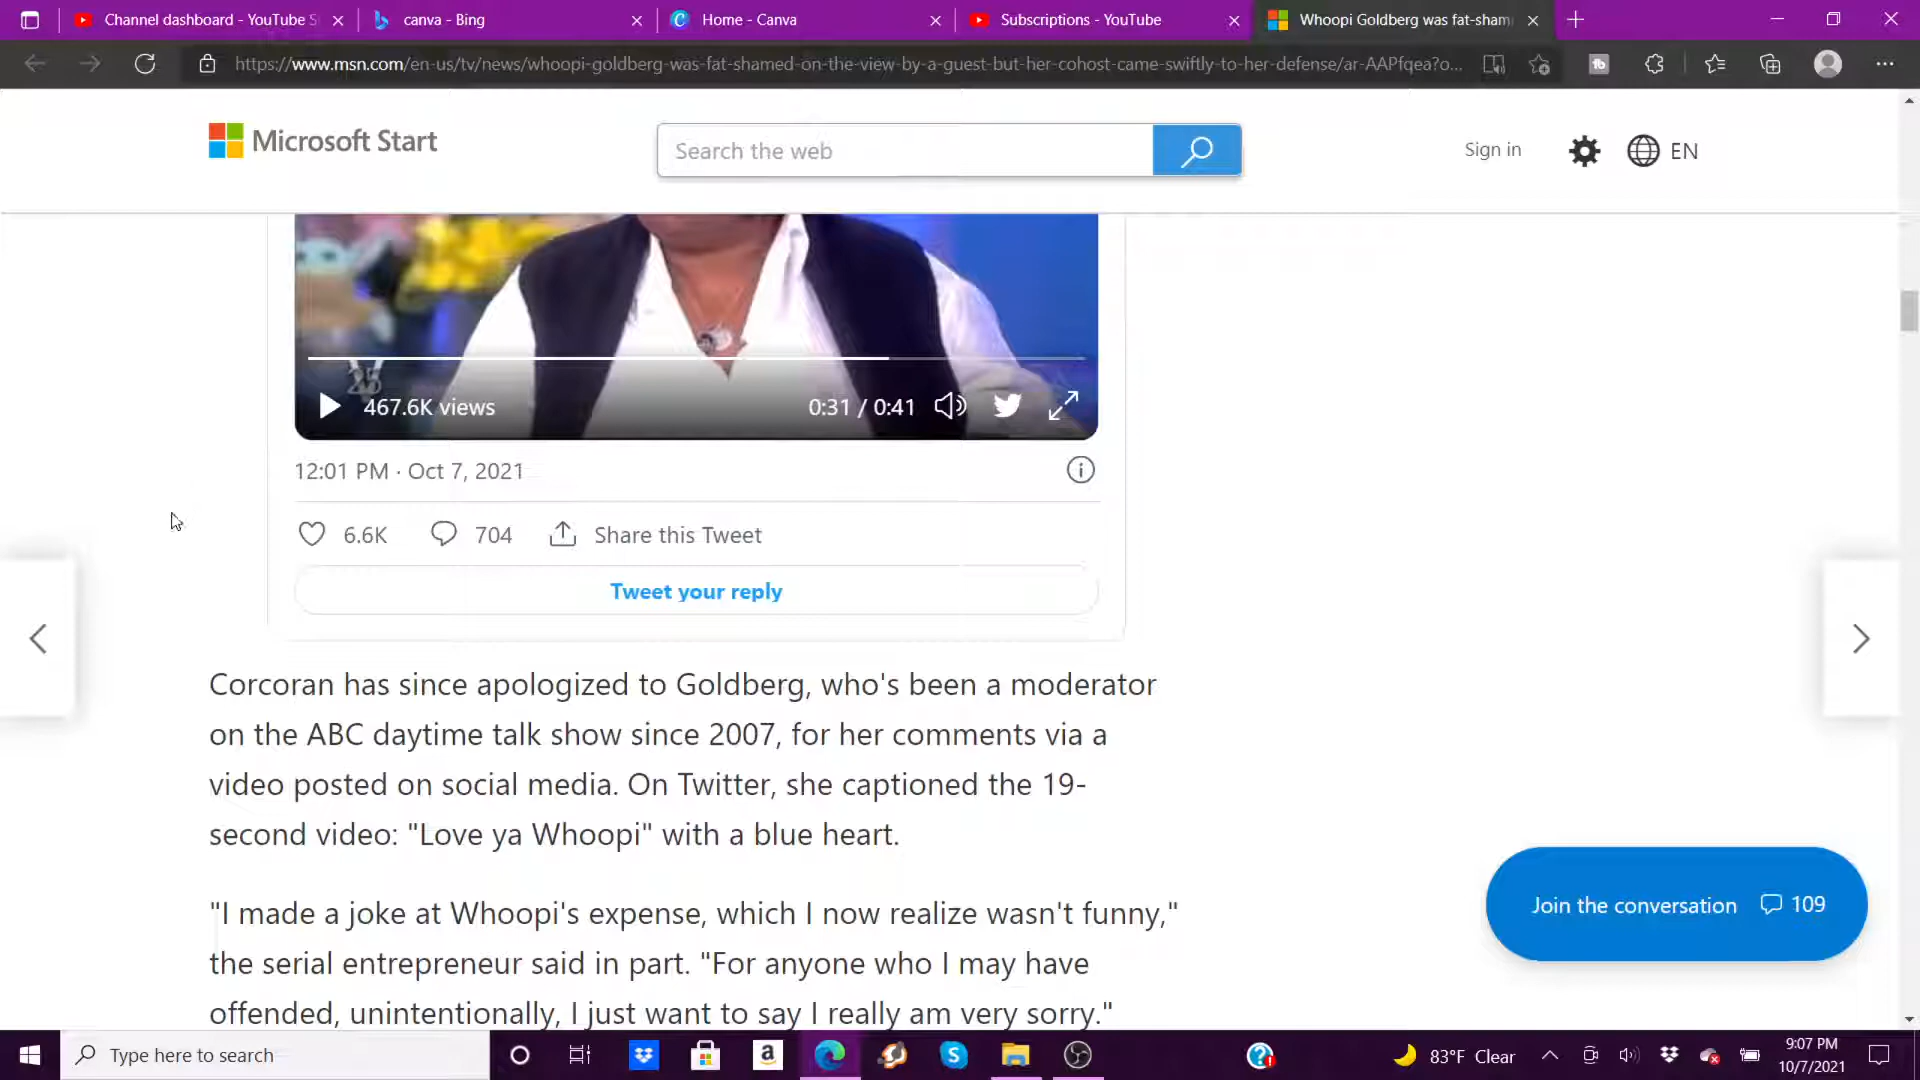 Channel dashboard - YouTube S
canva - Bing
Home - Canva
Subscriptions - YouTube
Whoopi Goldberg was fat-sham
https://www.msn.com/en-us/tv/news/whoopi-goldberg-was-fat-shamed-on-the-view-by-a-guest-but-her-cohost-came-swiftly-to-her-defense/ar-AAPfqea?o...
Microsoft Start
Search the web
Sign in
EN
25
467.6K views
0:31 / 0:41
12:01 PM · Oct 7, 2021
6.6K
704
Share this Tweet
Tweet your reply
Corcoran has since apologized to Goldberg, who's been a moderator
on the ABC daytime talk show since 2007, for her comments via a
video posted on social media. On Twitter, she captioned the 19-
second video: "Love ya Whoopi" with a blue heart.
"I made a joke at Whoopi's expense, which I now realize wasn't funny,"
the serial entrepreneur said in part. "For anyone who I may have
offended, unintentionally, I just want to say I really am very sorry."
Join the conversation 109
Type here to search
83°F Clear
9:07 PM
10/7/2021